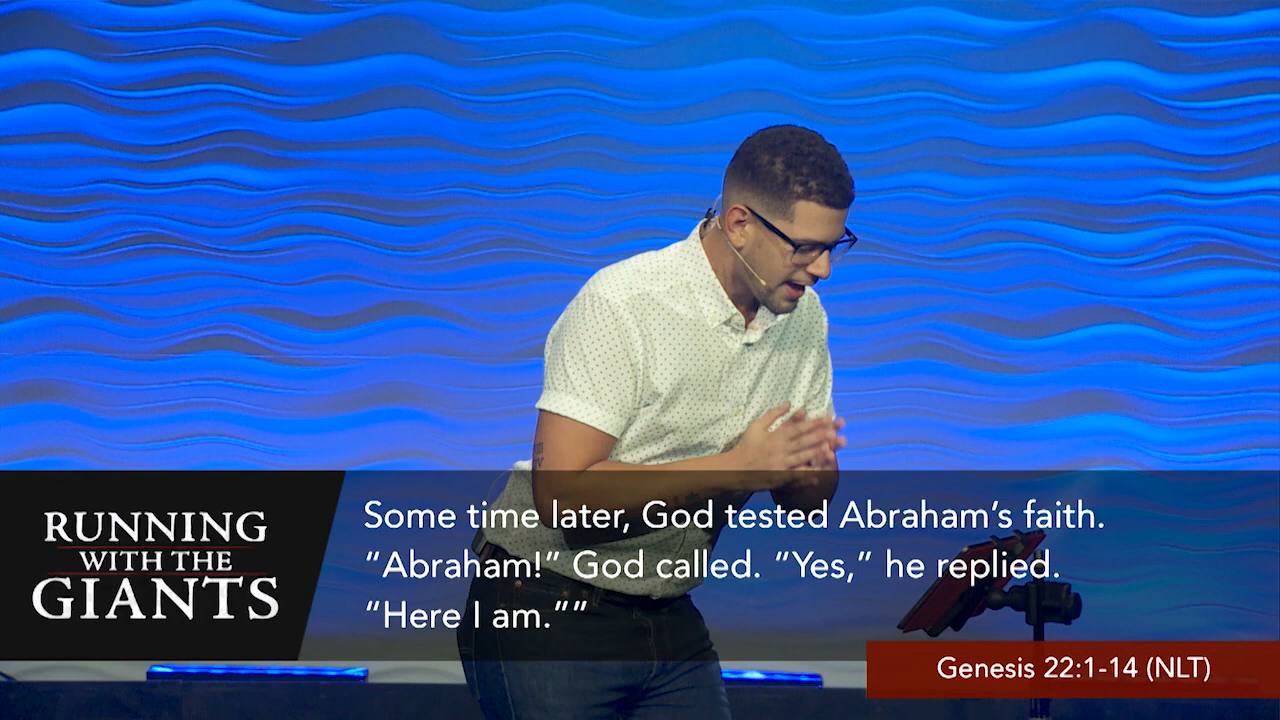 RUNNING
WITH THE
GIANTS
Some time later, God tested Abraham’s faith.
“Abraham!” God called. “Yes,” he replied.
“Here I am.””
Genesis 22:1-14 (NLT)